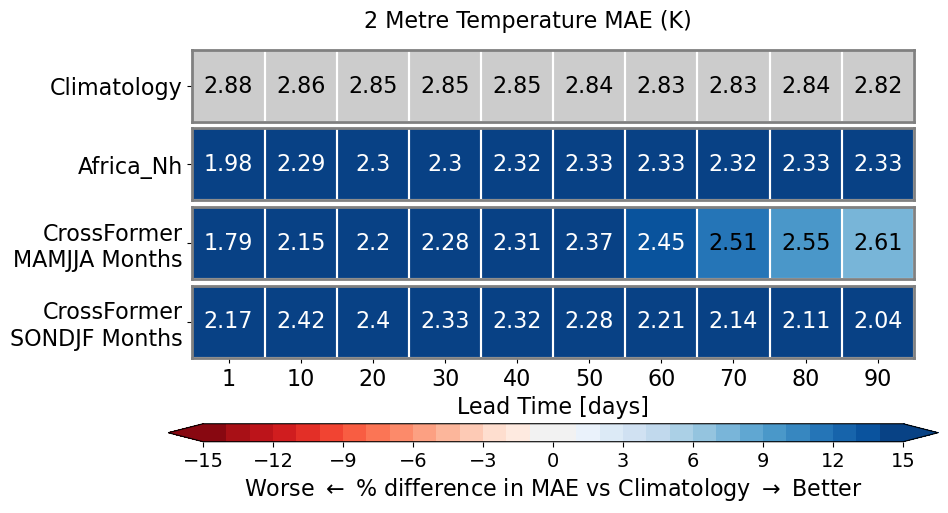 2 Metre Temperature MAE (K)
Climatology 2.88 2.86 2.85 2.85 2.85 2.84 2.83 2.83 2.84 2.82
Africa_Nh 1.98 2.29 2.3 2.3 2.32 2.33 2.33 2.32 2.33 2.33
CrossFormer
MAMJJA Months 1.79 2.15 2.2 2.28 2.31 2.37 2.45 2.51 2.55 2.61
CrossFormer
SONDJF Months 2.17 2.42 2.4 2.33 2.32 2.28 2.21 2.14 2.11 2.04
1 10 20 30 40 50 60 70 80 90
Lead Time [days]
−15 −12 −9 −6 −3 0 3 6 9 12 15
Worse ← % difference in MAE vs Climatology → Better